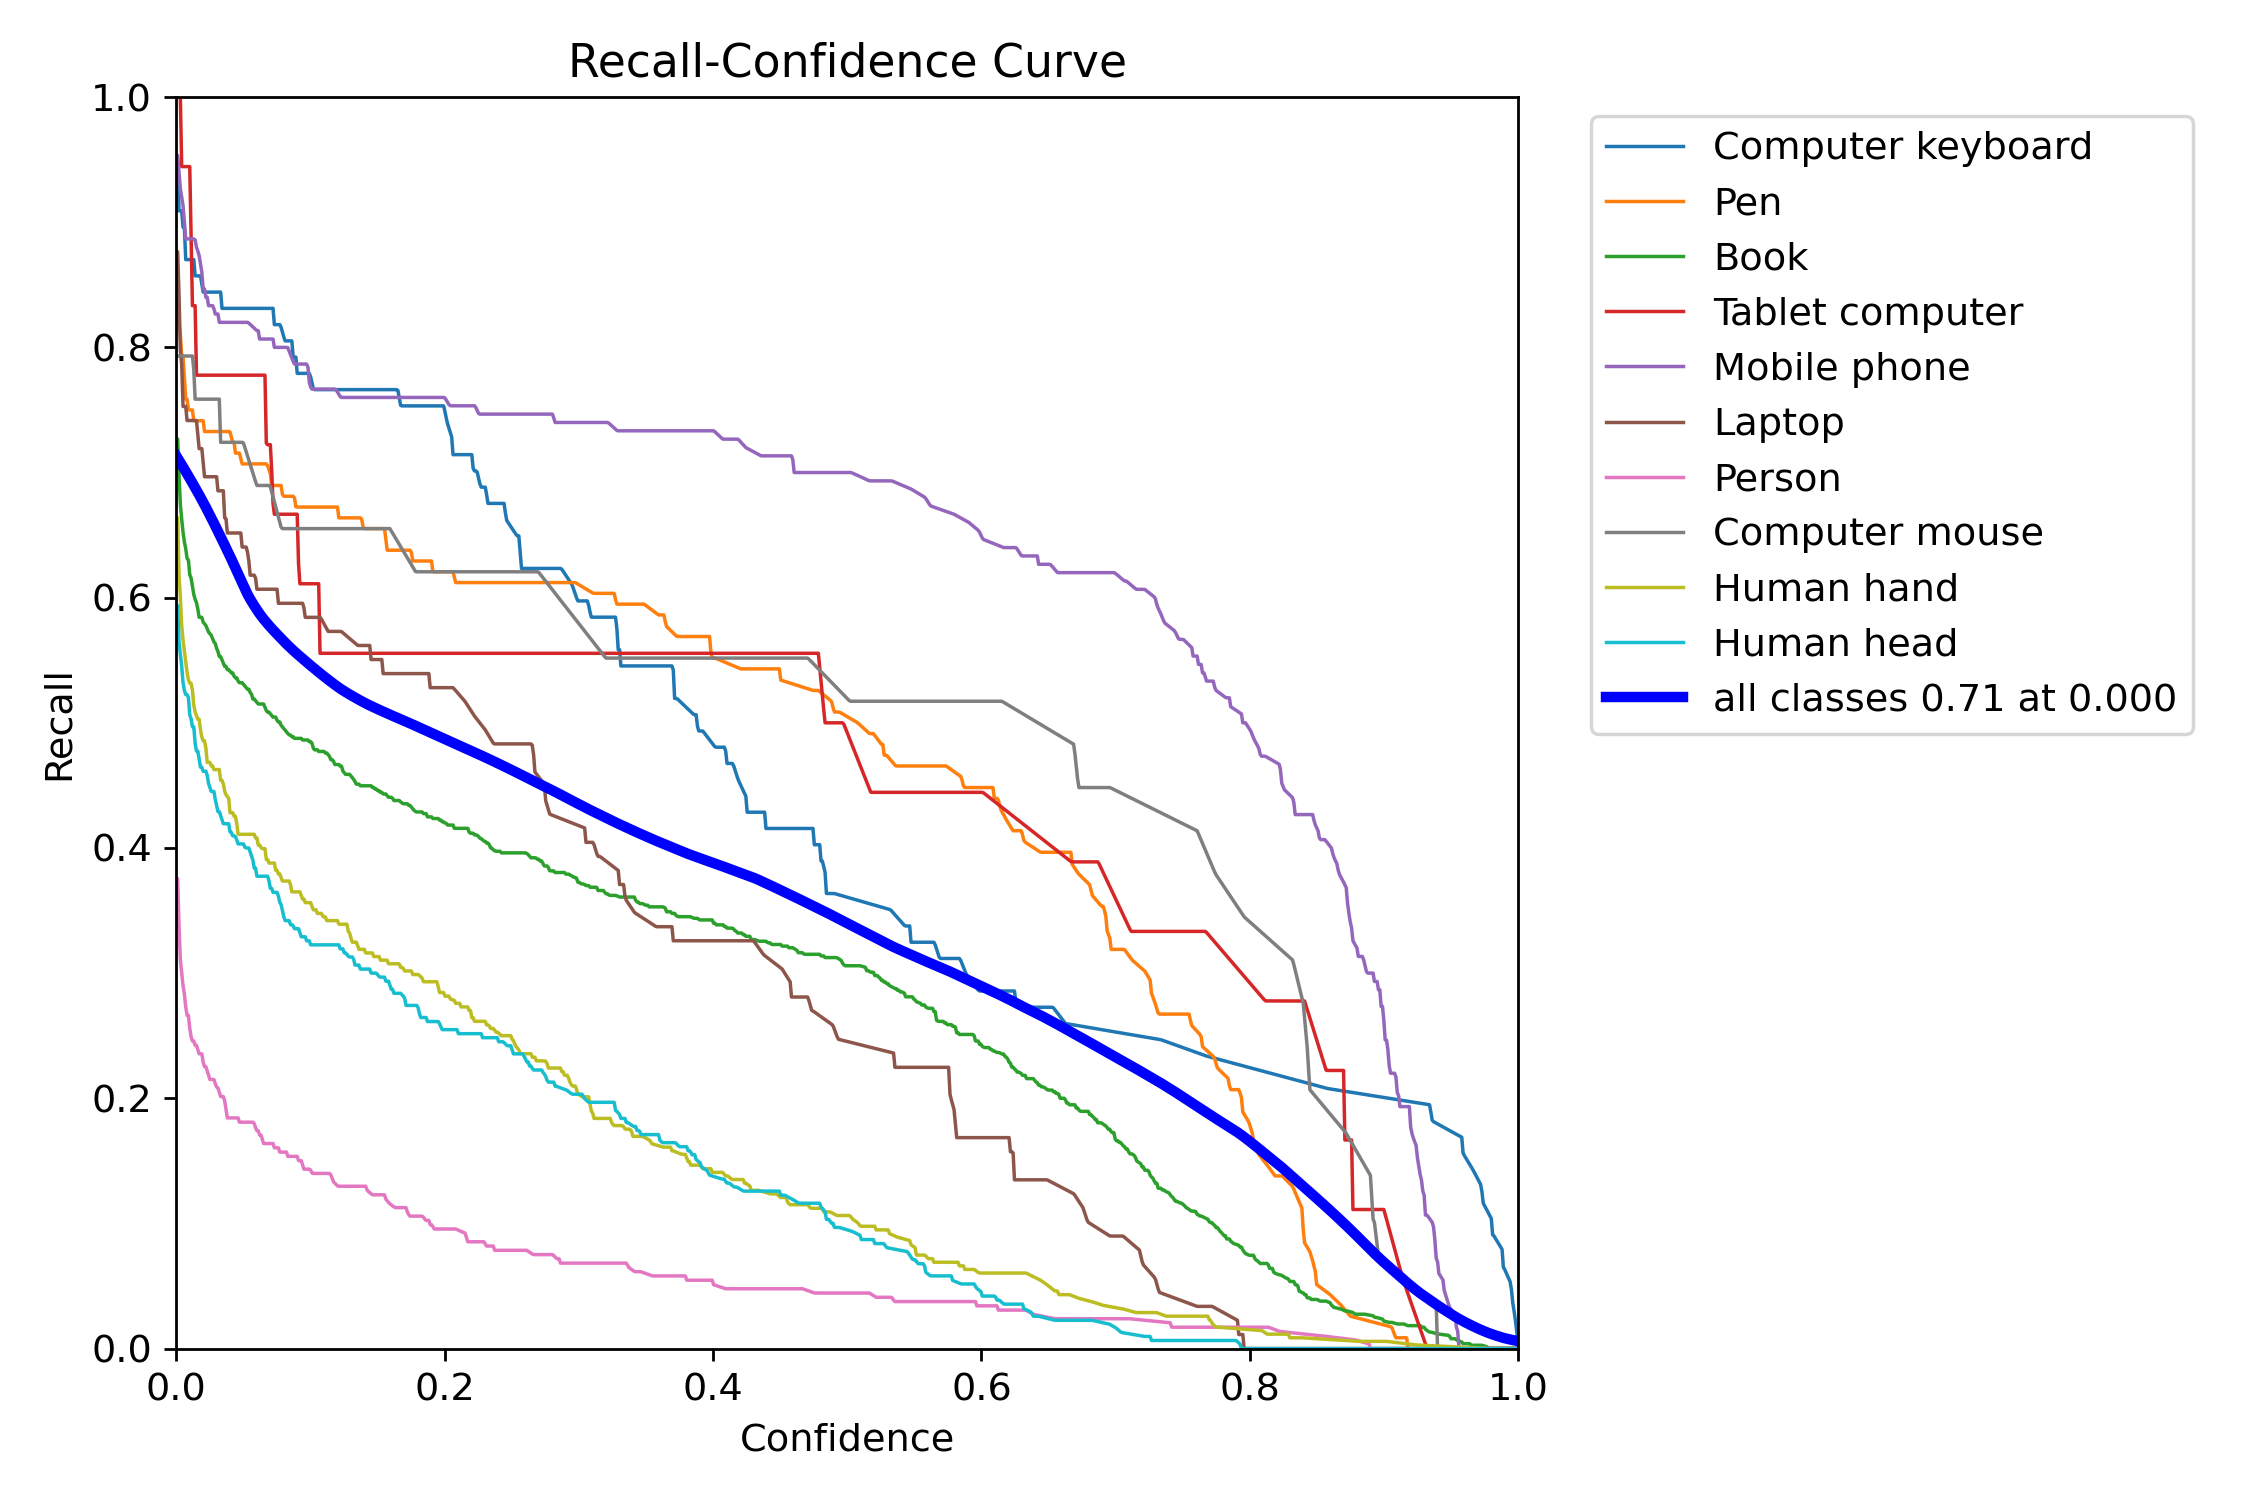 Recall-Confidence Curve
1.0
0.8
0.6
0.4
0.2
0.0
Recall
0.0 0.2 0.4 0.6 0.8 1.0
Confidence
Computer keyboard
Pen
Book
Tablet computer
Mobile phone
Laptop
Person
Computer mouse
Human hand
Human head
all classes 0.71 at 0.000